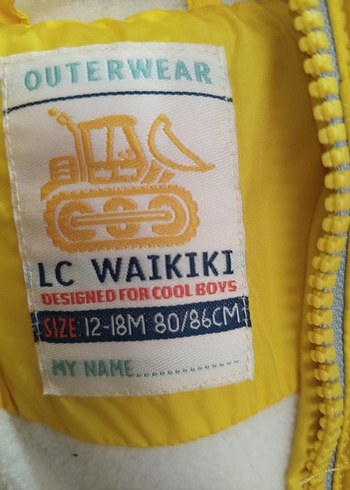 OUTERWEAR
LC WAIKIKI
DESIGNED FOR COOL BOYS
SIZE: 12-18M 80/86CM
MY NAME................